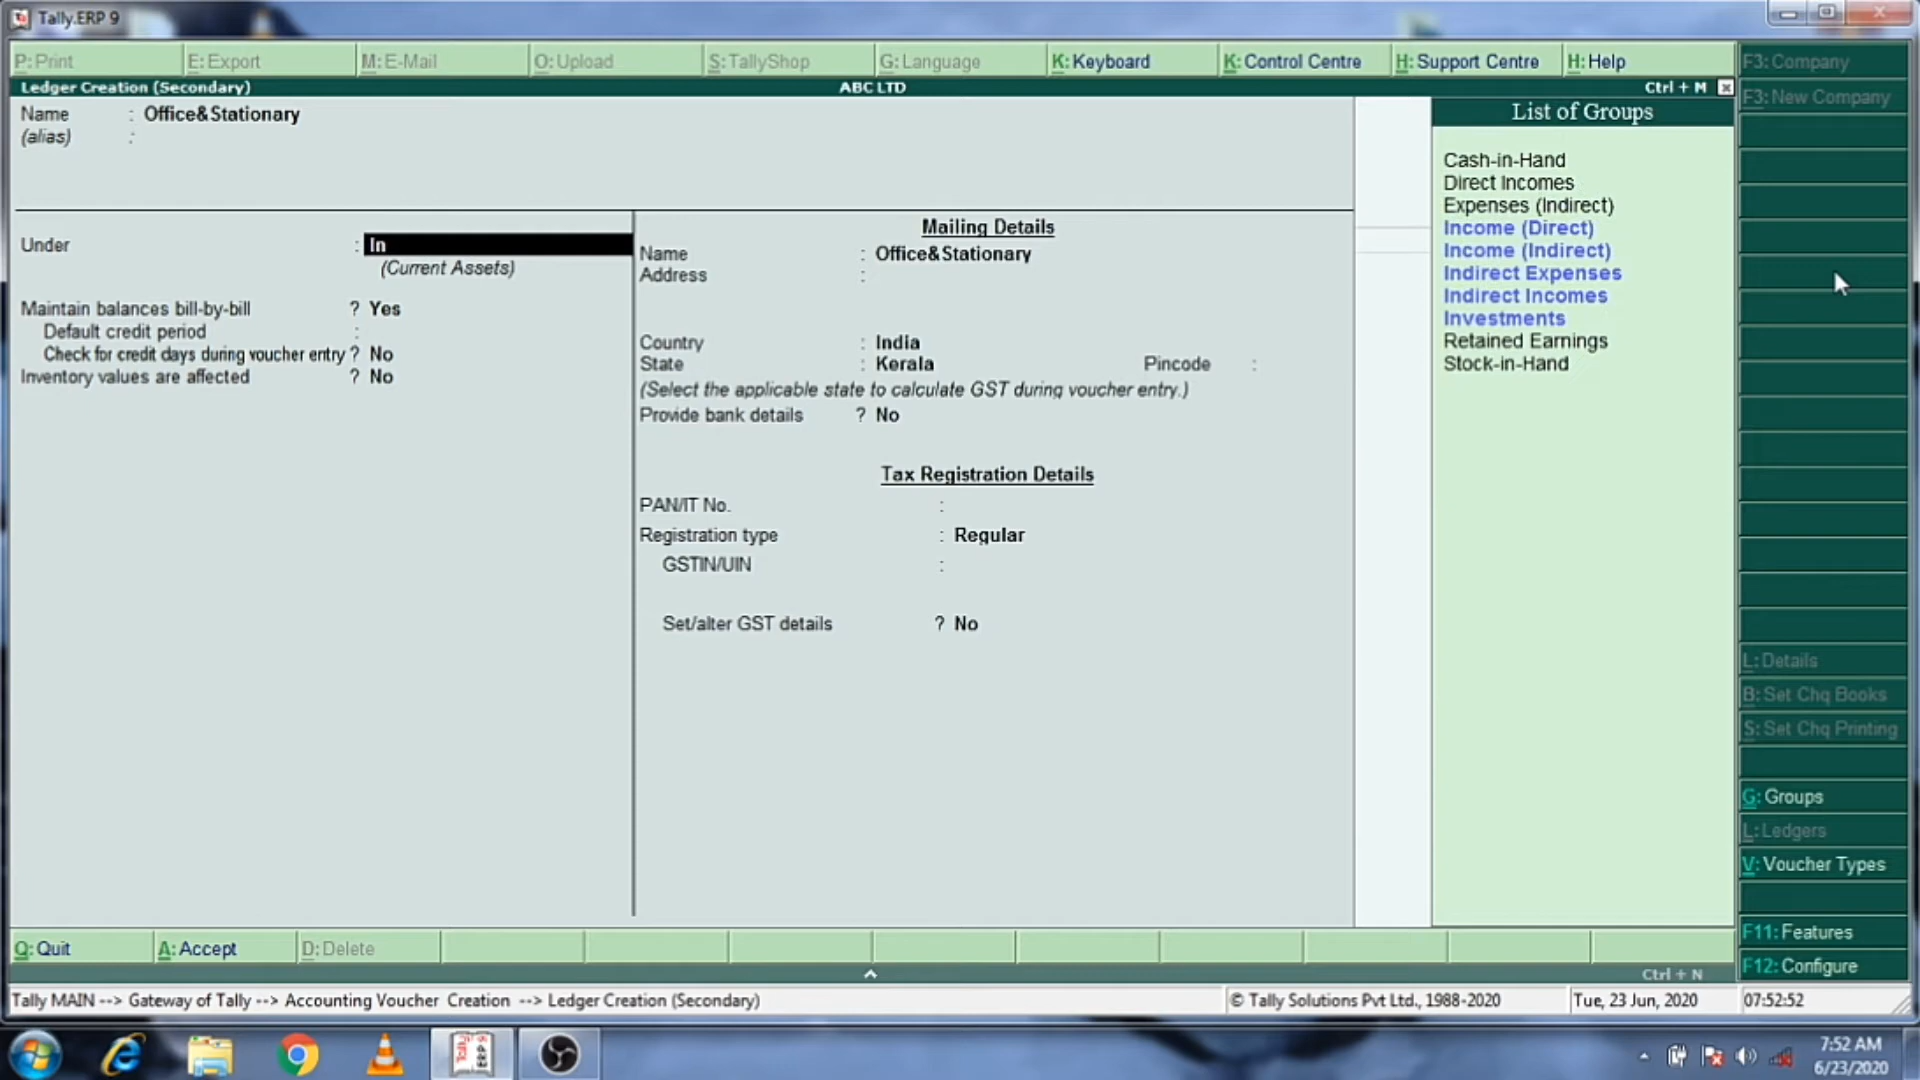 Tally.ERP 9
P: Print E: Export M: E-Mail O: Upload S: TallyShop G: Language K: Keyboard K: Control Centre H: Support Centre H: Help
Ledger Creation (Secondary) ABC LTD Ctrl + M
Name : Office&Stationary
(alias) :
Under : In
(Current Assets)
Maintain balances bill-by-bill ? Yes
Default credit period :
Check for credit days during voucher entry ? No
Inventory values are affected ? No
Mailing Details
Name : Office&Stationary
Address :
Country : India
State : Kerala Pincode :
(Select the applicable state to calculate GST during voucher entry.)
Provide bank details ? No
Tax Registration Details
PAN/IT No. :
Registration type : Regular
GSTIN/UIN :
Set/alter GST details ? No
List of Groups
Cash-in-Hand
Direct Incomes
Expenses (Indirect)
Income (Direct)
Income (Indirect)
Indirect Expenses
Indirect Incomes
Investments
Retained Earnings
Stock-in-Hand
F3: Company
F3: New Company
L: Details
B: Set Chq Books
S: Set Chq Printing
G: Groups
L: Ledgers
V: Voucher Types
F11: Features
F12: Configure
Q: Quit A: Accept D: Delete
Ctrl + N
Tally MAIN --> Gateway of Tally --> Accounting Voucher Creation --> Ledger Creation (Secondary) © Tally Solutions Pvt Ltd., 1988-2020 Tue, 23 Jun, 2020 07:52:52
7:52 AM
6/23/2020